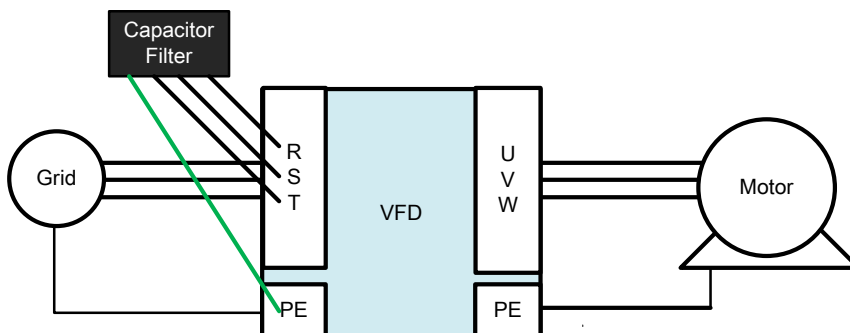 Capacitor
Filter
Grid
R
S
T
VFD
U
V
W
Motor
PE
PE